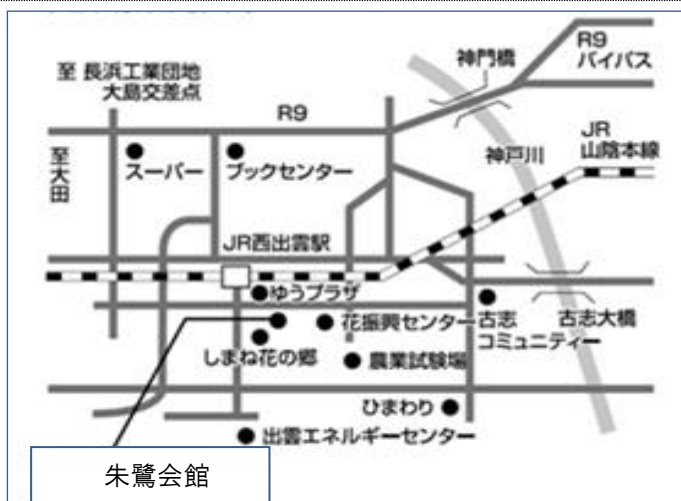 R9
バイパス
神門橋
至 長浜工業団地
大島交差点
R9
JR
山陰本線
至大田
スーパー
ブックセンター
神戸川
JR西出雲駅
ゆうプラザ
花振興センター
古志
コミュニティー
古志大橋
しまね花の郷
農業試験場
ひまわり
出雲エネルギーセンター
朱鷺会館